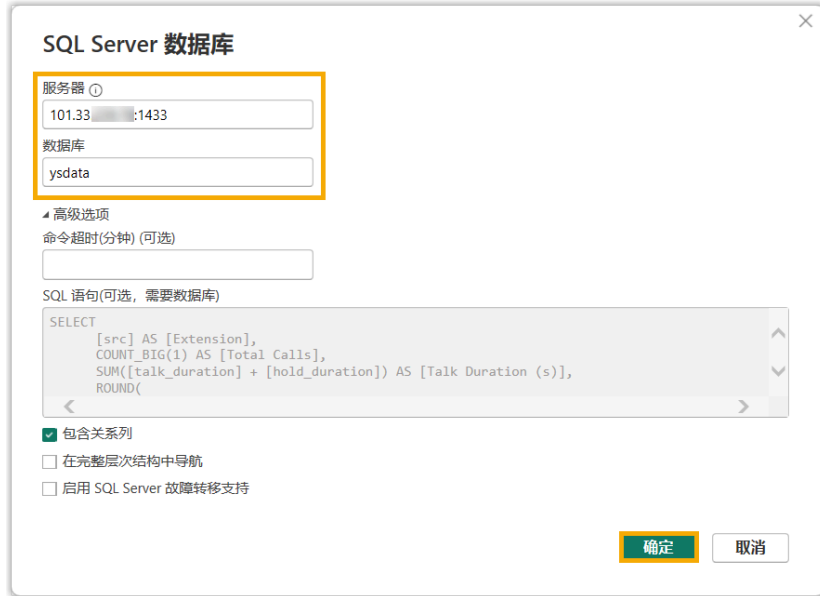 SQL Server 数据库
服务器
101.33 :1433
数据库
ysdata
高级选项
命令超时(分钟) (可选)
SQL 语句(可选，需要数据库)
SELECT
[src] AS [Extension],
COUNT_BIG(1) AS [Total Calls],
SUM([talk_duration] + [hold_duration]) AS [Talk Duration (s)],
ROUND(
包含关系列
在完整层次结构中导航
启用 SQL Server 故障转移支持
确定
取消